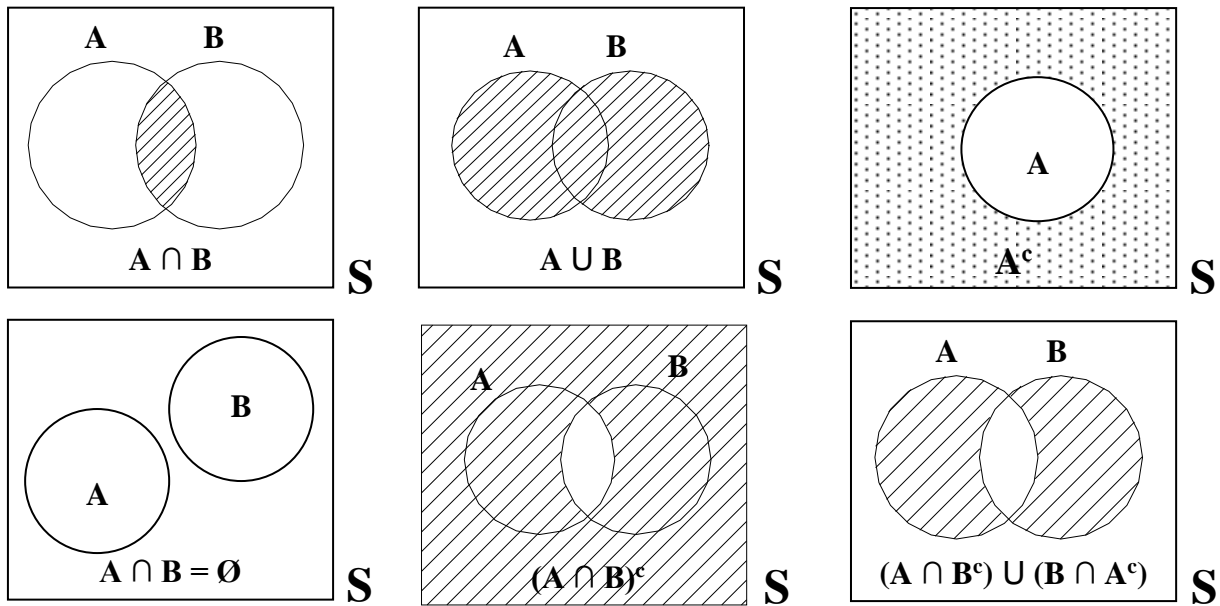 A B
A ∩ B
S
A B
A ∪ B
S
A
Aᶜ
S
B
A
A ∩ B = Ø
S
A B
(A ∩ B)ᶜ
S
A B
(A ∩ Bᶜ) ∪ (B ∩ Aᶜ)
S